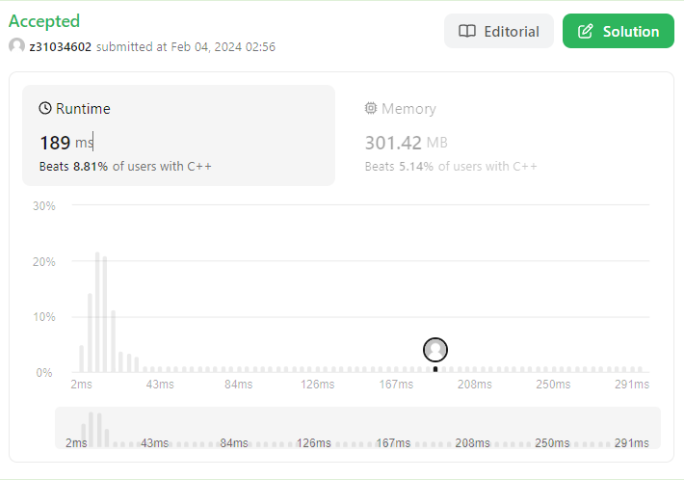 Accepted
z31034602 submitted at Feb 04, 2024 02:56
Editorial
Solution
Runtime
189 ms
Beats 8.81% of users with C++
Memory
301.42 MB
Beats 5.14% of users with C++
30%
20%
10%
0%
2ms 43ms 84ms 126ms 167ms 208ms 250ms 291ms
2ms 43ms 84ms 126ms 167ms 208ms 250ms 291ms